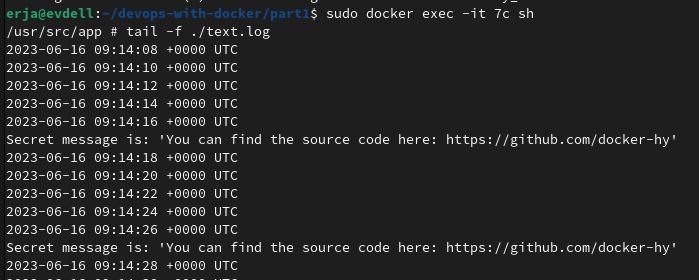 erja@evdell:~/devops-with-docker/part1$ sudo docker exec -it 7c sh
/usr/src/app # tail -f ./text.log
2023-06-16 09:14:08 +0000 UTC
2023-06-16 09:14:10 +0000 UTC
2023-06-16 09:14:12 +0000 UTC
2023-06-16 09:14:14 +0000 UTC
2023-06-16 09:14:16 +0000 UTC
Secret message is: 'You can find the source code here: https://github.com/docker-hy'
2023-06-16 09:14:18 +0000 UTC
2023-06-16 09:14:20 +0000 UTC
2023-06-16 09:14:22 +0000 UTC
2023-06-16 09:14:24 +0000 UTC
2023-06-16 09:14:26 +0000 UTC
Secret message is: 'You can find the source code here: https://github.com/docker-hy'
2023-06-16 09:14:28 +0000 UTC